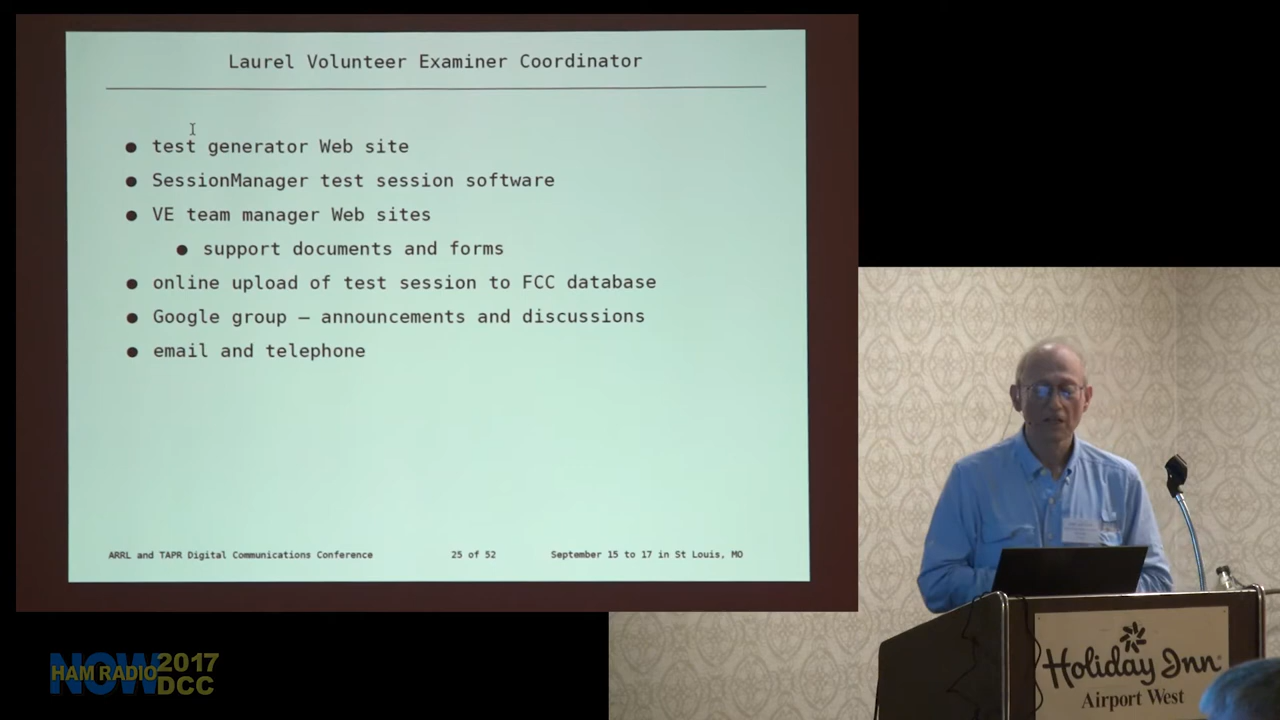 Laurel Volunteer Examiner Coordinator
● test generator Web site
● SessionManager test session software
● VE team manager Web sites
● support documents and forms
● online upload of test session to FCC database
● Google group – announcements and discussions
● email and telephone
ARRL and TAPR Digital Communications Conference
25 of 52
September 15 to 17 in St Louis, MO
Holiday Inn
Airport West
NOW
HAM RADIO
2017
DCC